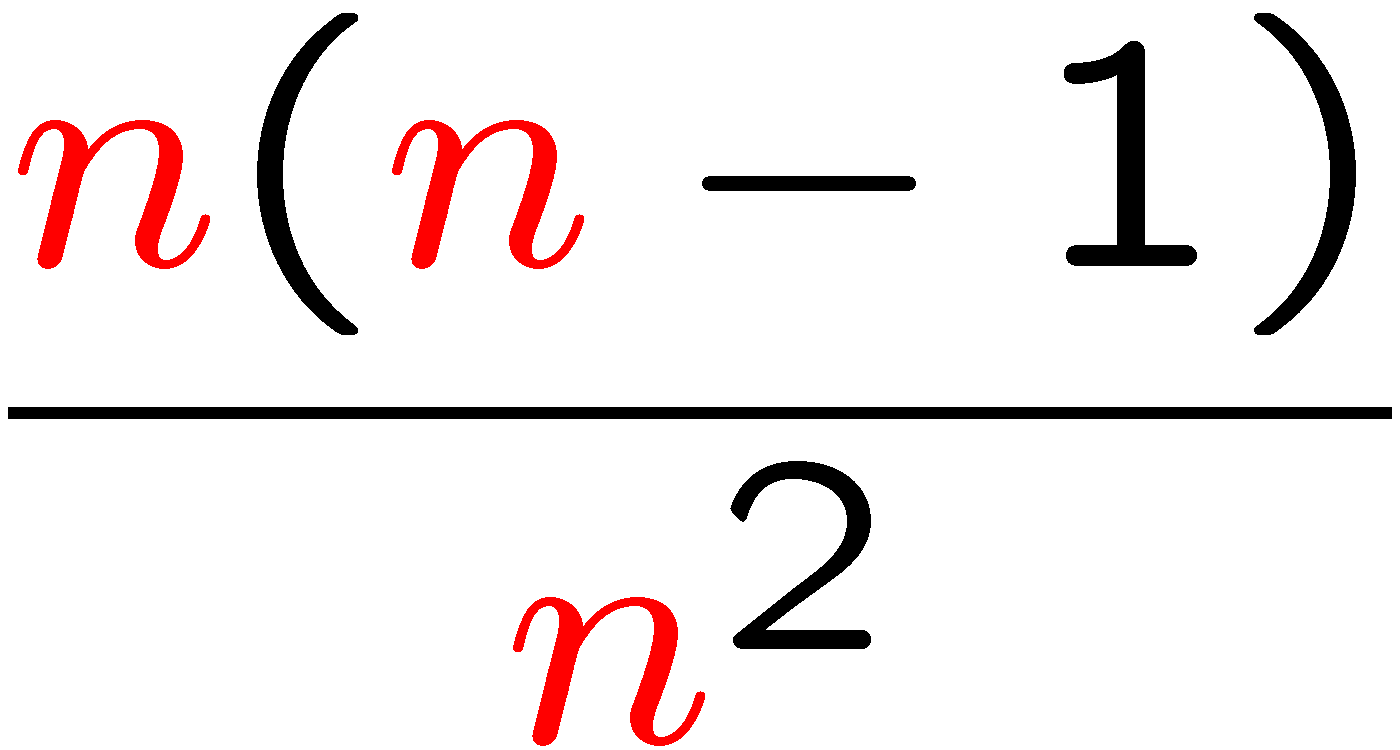 n(n − 1)
n²